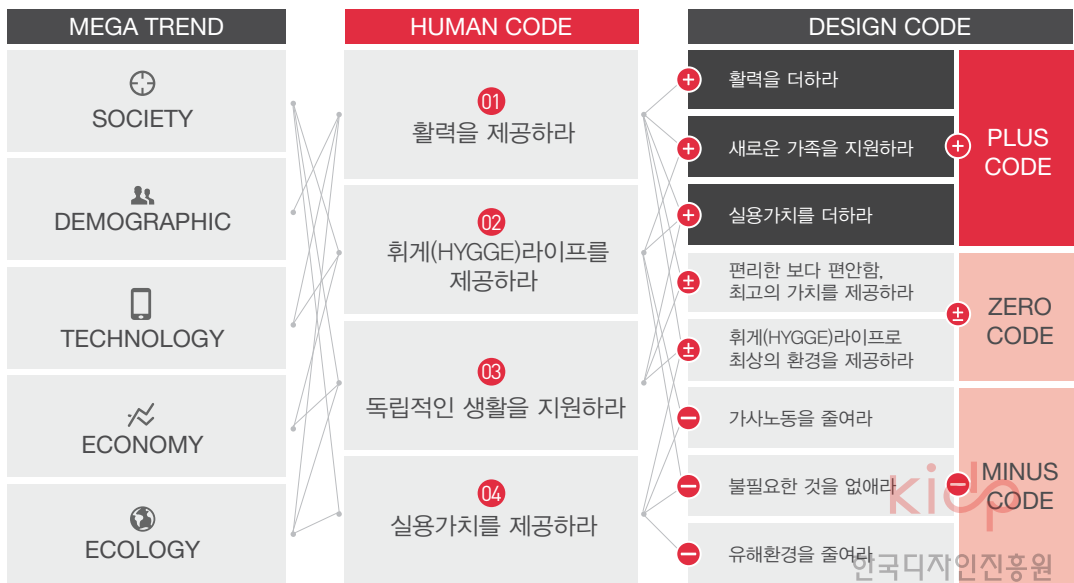 MEGA TREND
SOCIETY
DEMOGRAPHIC
TECHNOLOGY
ECONOMY
ECOLOGY
HUMAN CODE
01
활력을 제공하라
02
휘게(HYGGE)라이프를
제공하라
03
독립적인 생활을 지원하라
04
실용가치를 제공하라
DESIGN CODE
+
활력을 더하라
+
새로운 가족을 지원하라
+
실용가치를 더하라
+
PLUS
CODE
±
편리한 보다 편안함,
최고의 가치를 제공하라
±
휘게(HYGGE)라이프로
최상의 환경을 제공하라
±
ZERO
CODE
−
가사노동을 줄여라
−
불필요한 것을 없애라
−
유해환경을 줄여라
−
MINUS
CODE
kidp
한국디자인진흥원